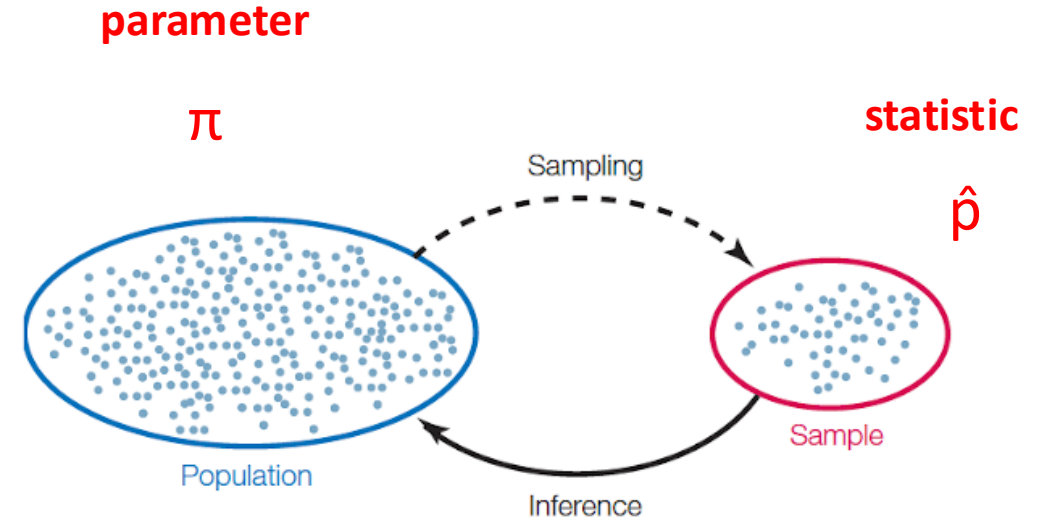 parameter
π
statistic
Sampling
p̂
Population
Sample
Inference